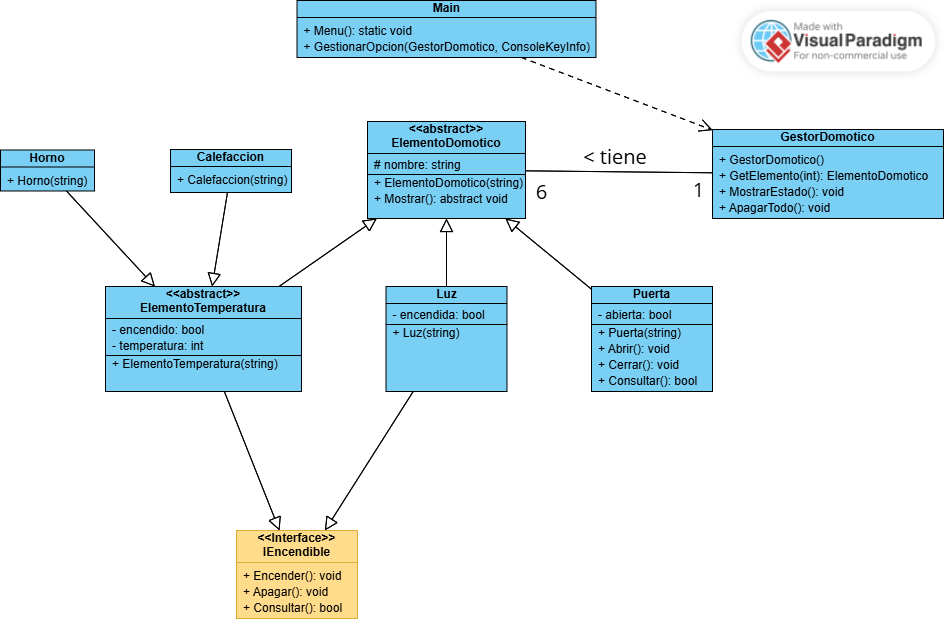 Main
+ Menu(): static void
+ GestionarOpcion(GestorDomotico, ConsoleKeyInfo)
Made with
Visual Paradigm
For non-commercial use
<<abstract>>
ElementoDomotico
# nombre: string
+ ElementoDomotico(string)
+ Mostrar(): abstract void
< tiene
6
1
GestorDomotico
+ GestorDomotico()
+ GetElemento(int): ElementoDomotico
+ MostrarEstado(): void
+ ApagarTodo(): void
Horno
+ Horno(string)
Calefaccion
+ Calefaccion(string)
<<abstract>>
ElementoTemperatura
- encendido: bool
- temperatura: int
+ ElementoTemperatura(string)
Luz
- encendida: bool
+ Luz(string)
Puerta
- abierta: bool
+ Puerta(string)
+ Abrir(): void
+ Cerrar(): void
+ Consultar(): bool
<<Interface>>
IEncendible
+ Encender(): void
+ Apagar(): void
+ Consultar(): bool